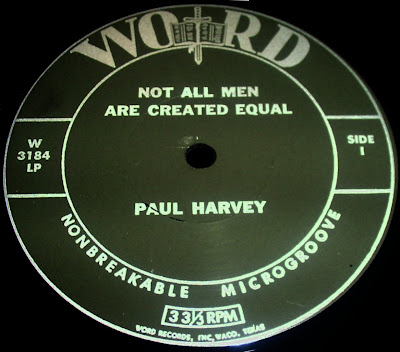 WORD
NOT ALL MEN
ARE CREATED EQUAL
W
3184
LP
SIDE
1
PAUL HARVEY
NONBREAKABLE MICROGROOVE
33⅓ RPM
WORD RECORDS, INC, WACO, TEXAS